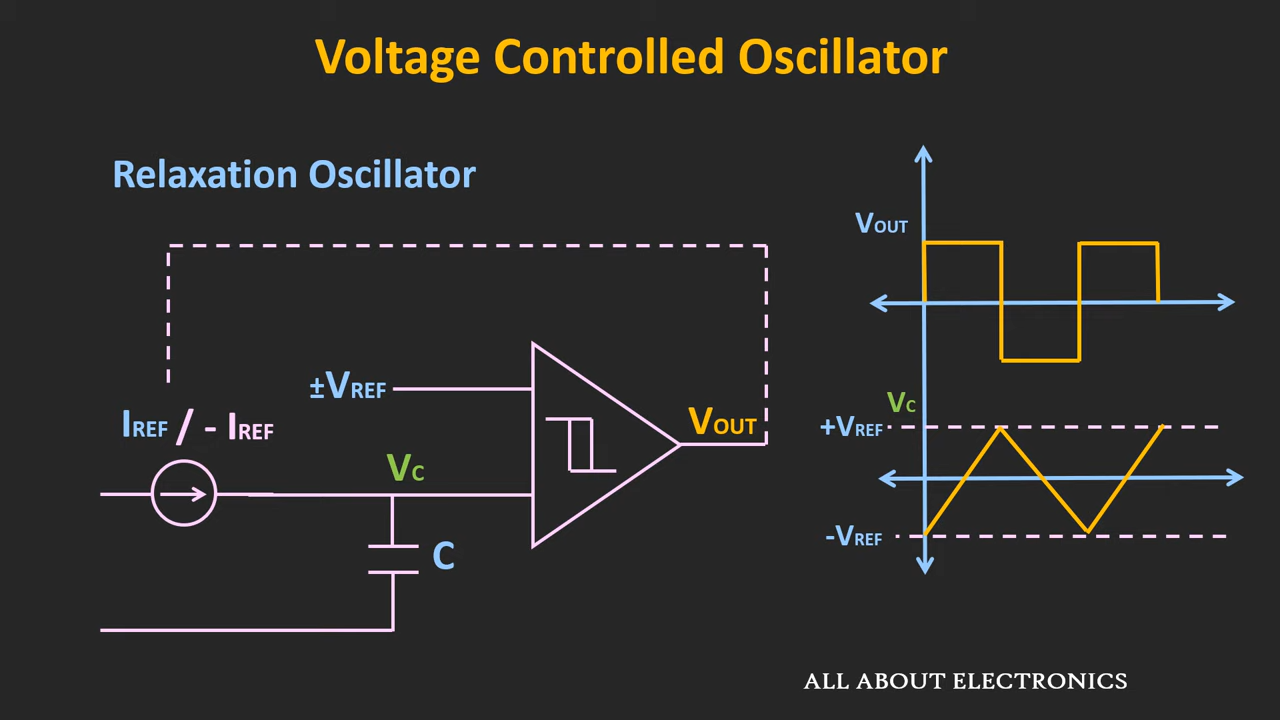 Voltage Controlled Oscillator
Relaxation Oscillator
VOUT
±VREF
IREF / - IREF
VC
VOUT
C
VC
+VREF
-VREF
ALL ABOUT ELECTRONICS